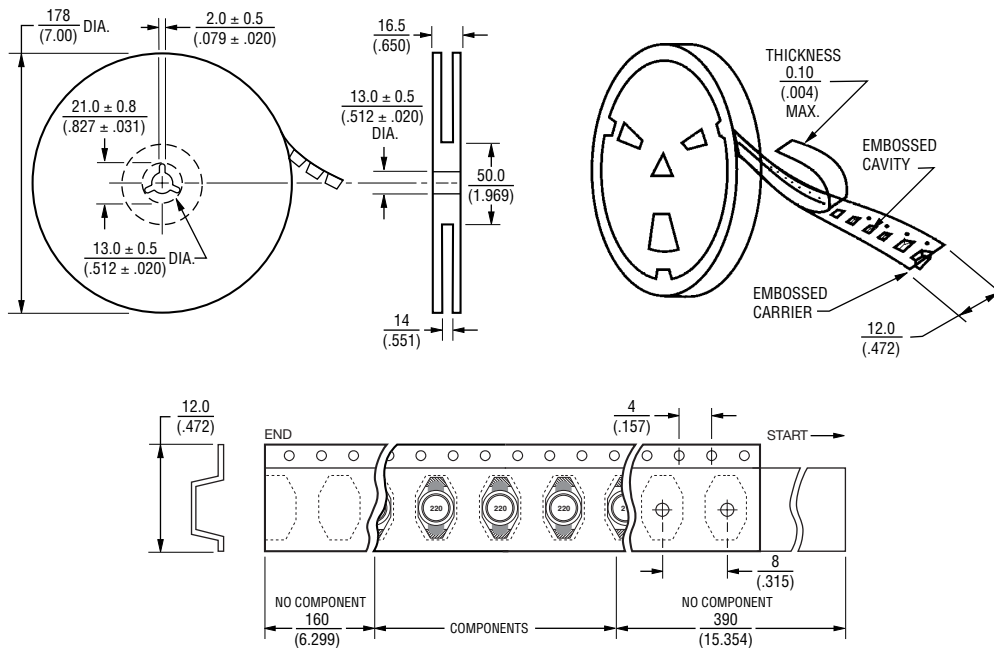 178
(7.00)
DIA.
2.0 ± 0.5
(.079 ± .020)
21.0 ± 0.8
(.827 ± .031)
13.0 ± 0.5
(.512 ± .020)
DIA.
16.5
(.650)
13.0 ± 0.5
(.512 ± .020)
DIA.
50.0
(1.969)
14
(.551)
THICKNESS
0.10
(.004)
MAX.
EMBOSSED
CAVITY
EMBOSSED
CARRIER
12.0
(.472)
12.0
(.472)
END
4
(.157)
START
220
220
220
2
8
(.315)
NO COMPONENT
160
(6.299)
COMPONENTS
NO COMPONENT
390
(15.354)